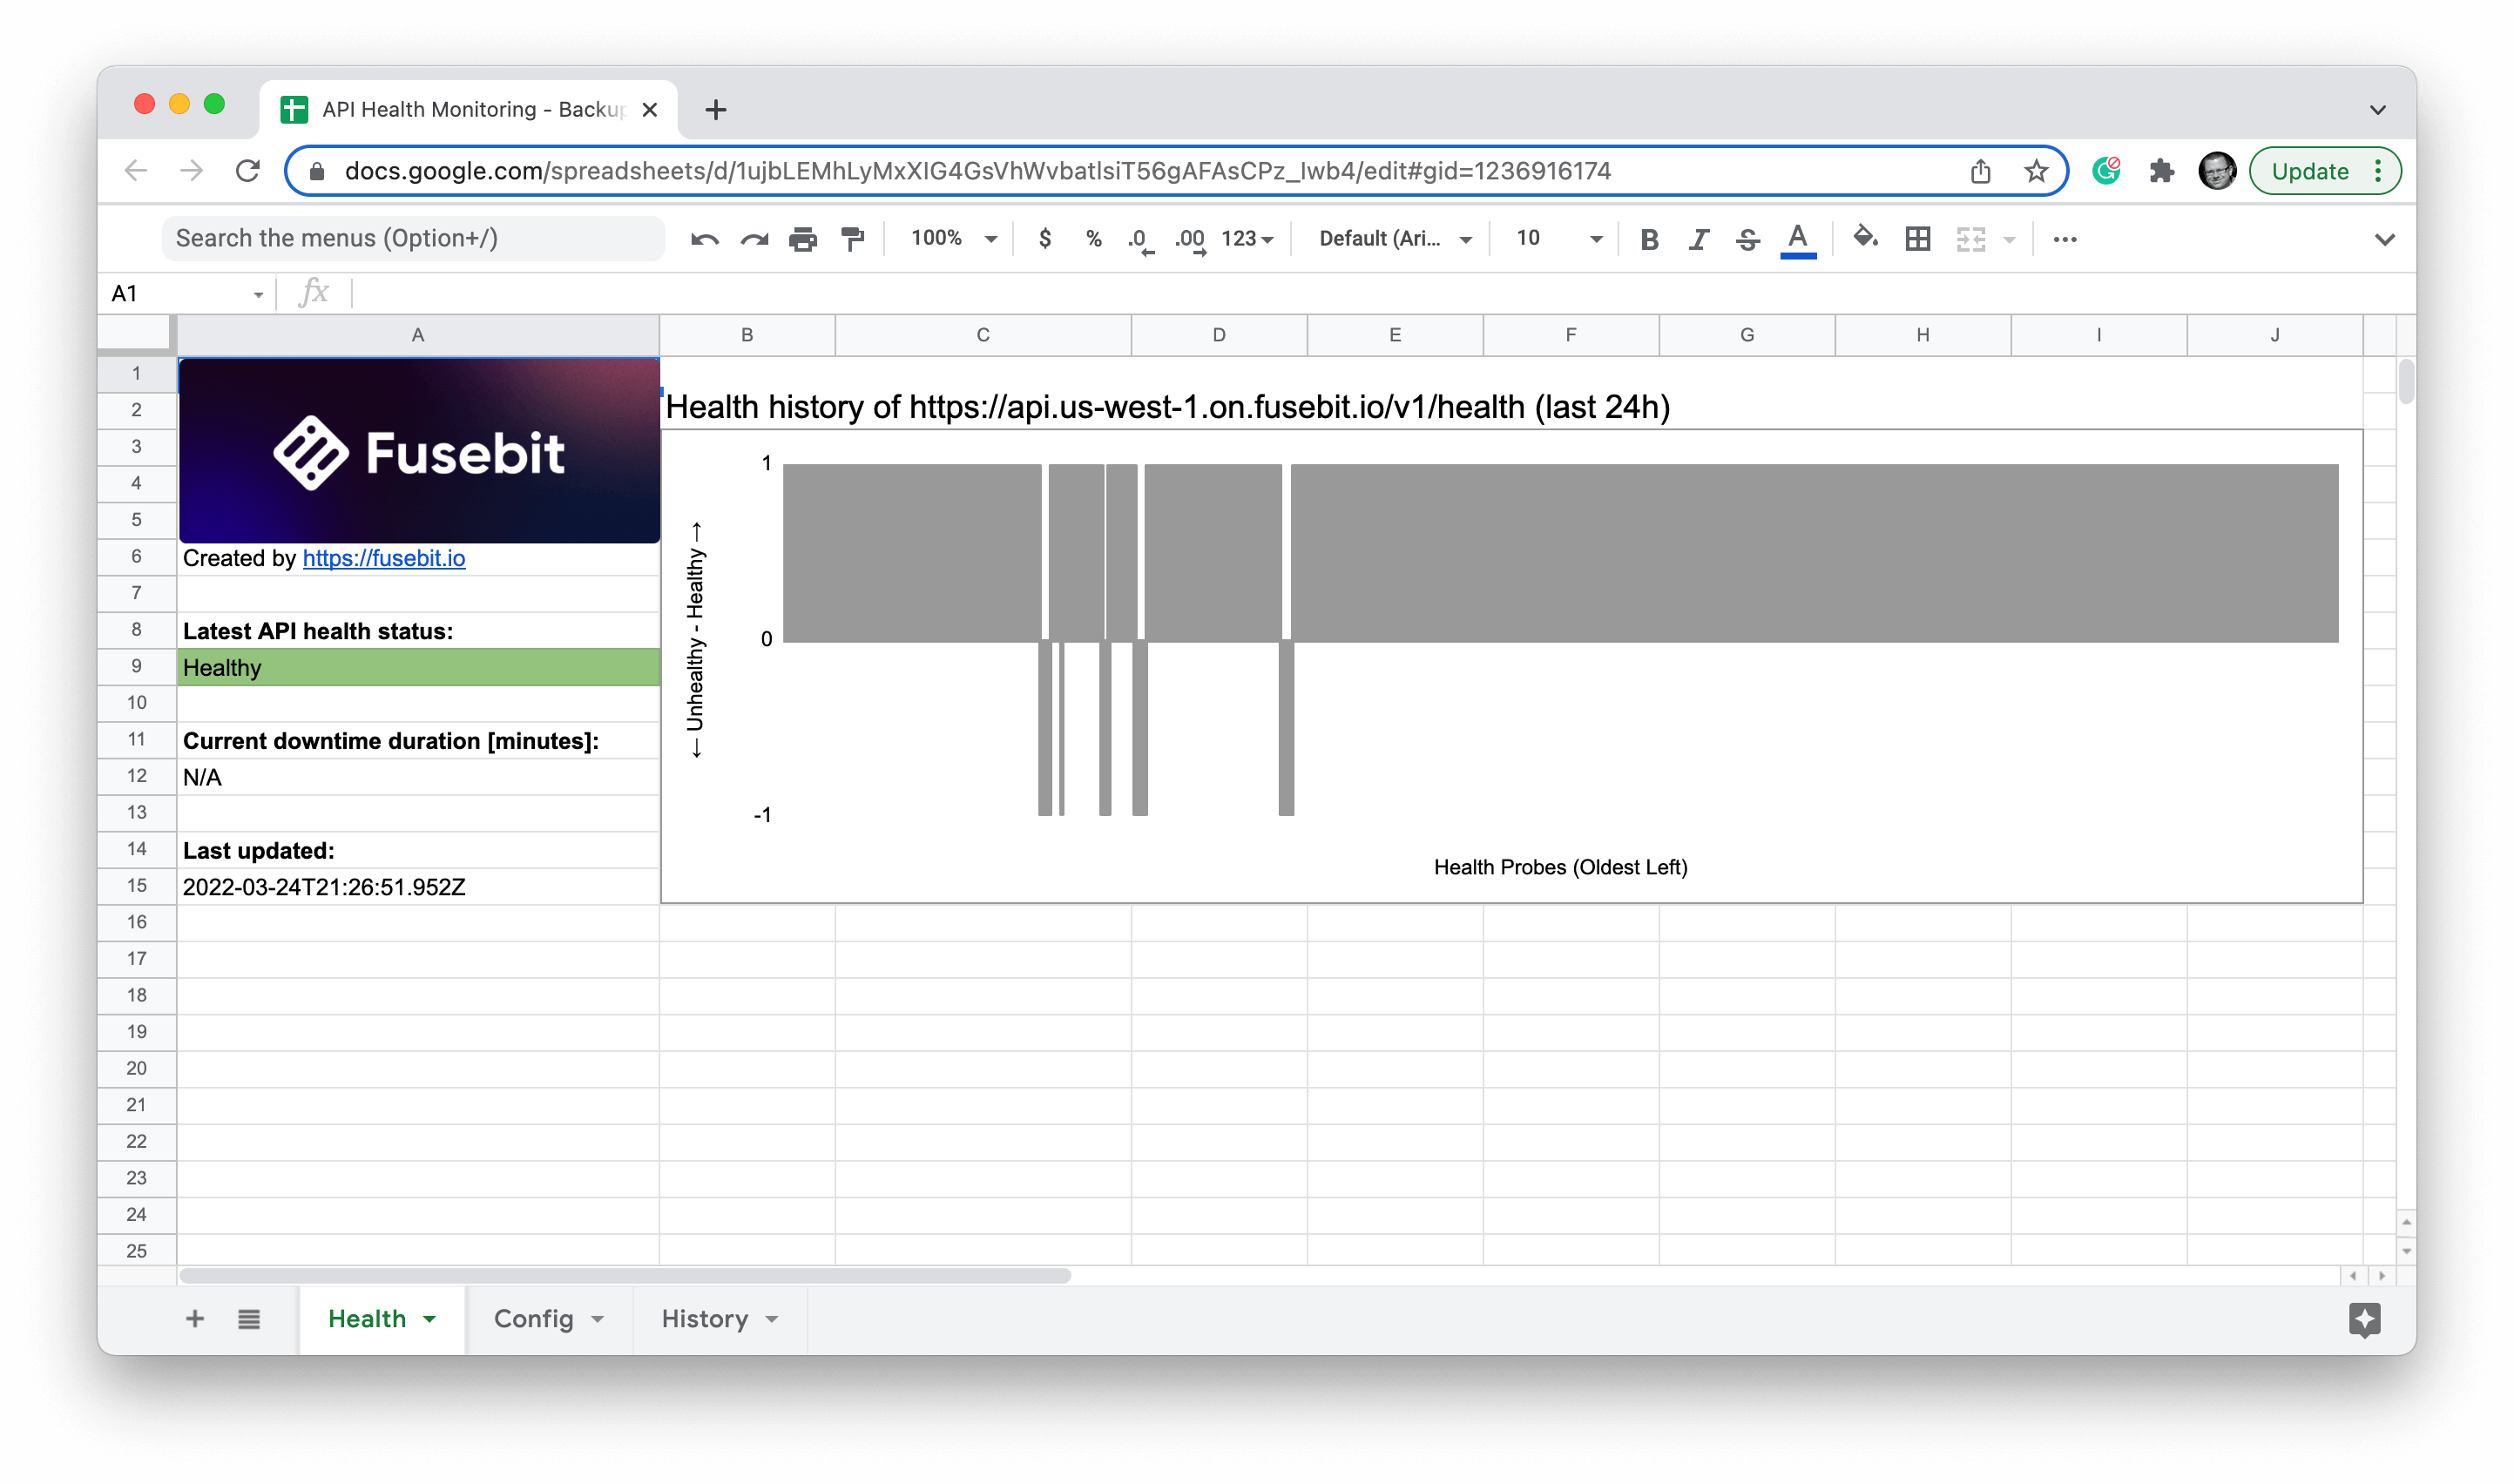 API Health Monitoring - Backup
docs.google.com/spreadsheets/d/1ujbLEMhLyMxXIG4GsVhWvbatlsiT56gAFAsCPz_Iwb4/edit#gid=1236916174
Update
Search the menus (Option+/)
100% $ % .0 .00 123 Default (Ari... 10 B I S A
A1 fx
A B C D E F G H I J
1
2 Health history of https://api.us-west-1.on.fusebit.io/v1/health (last 24h)
Fusebit
3
4
5
6 Created by https://fusebit.io
7
8 Latest API health status:
9 Healthy
10
11 Current downtime duration [minutes]:
12 N/A
13
14 Last updated:
15 2022-03-24T21:26:51.952Z
16
17
18
19
20
21
22
23
24
25
1
0
-1
← Unhealthy - Healthy →
Health Probes (Oldest Left)
Health Config History